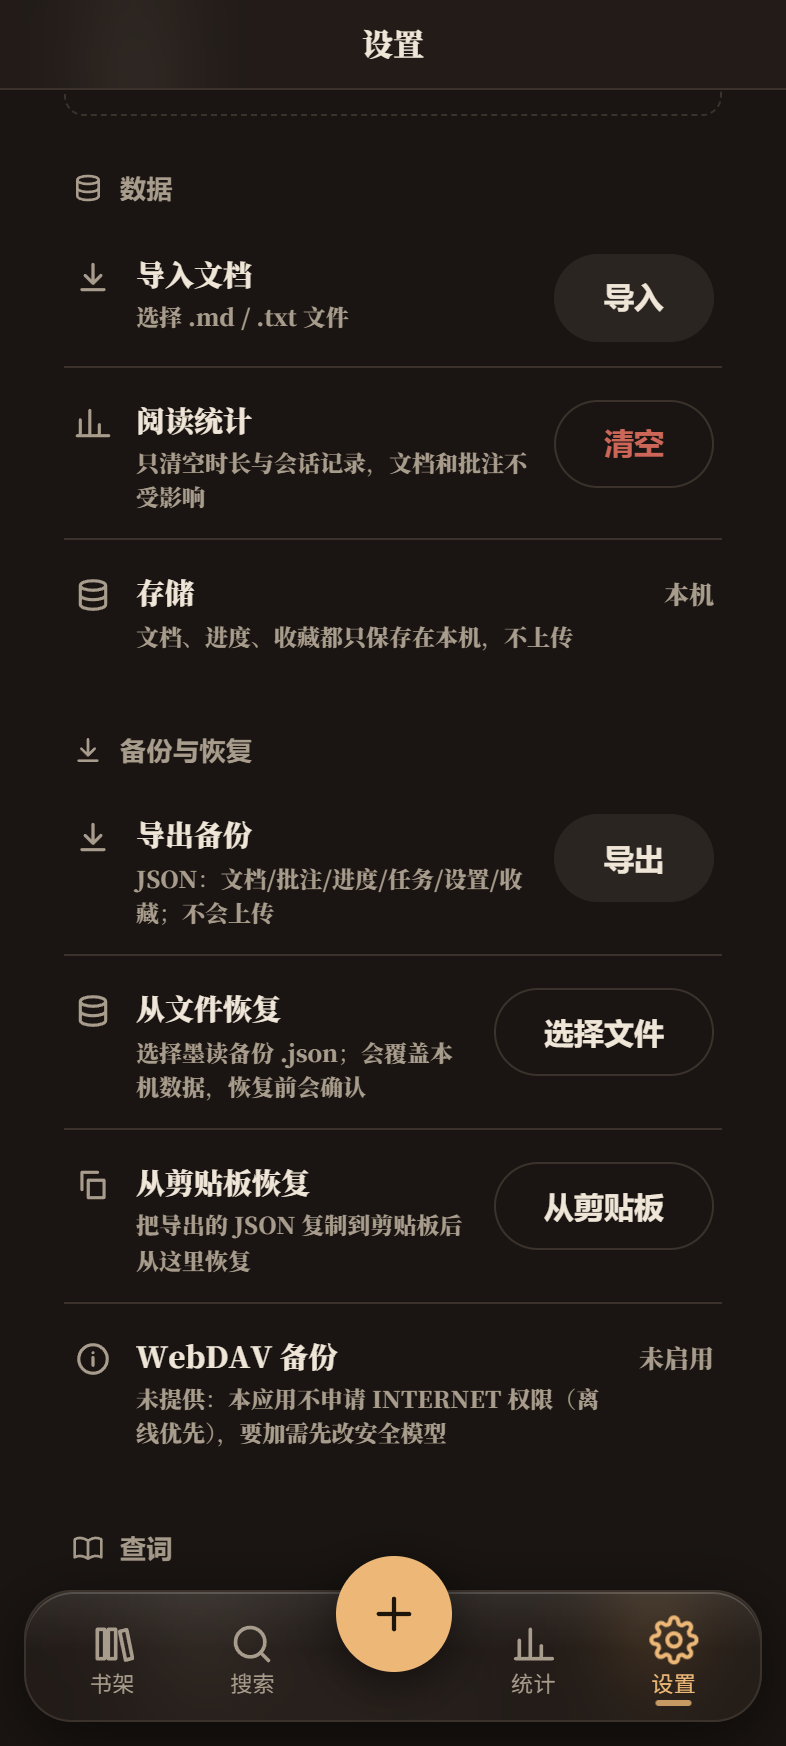 设置
数据
导入文档
选择 .md / .txt 文件
导入
阅读统计
只清空时长与会话记录，文档和批注不
受影响
清空
存储
文档、进度、收藏都只保存在本机，不上传
本机
备份与恢复
导出备份
JSON：文档/批注/进度/任务/设置/收
藏；不会上传
导出
从文件恢复
选择墨读备份 .json；会覆盖本
机数据，恢复前会确认
选择文件
从剪贴板恢复
把导出的 JSON 复制到剪贴板后
从这里恢复
从剪贴板
WebDAV 备份
未提供：本应用不申请 INTERNET 权限（离
线优先），要加需先改安全模型
未启用
查词
书架
搜索
统计
设置